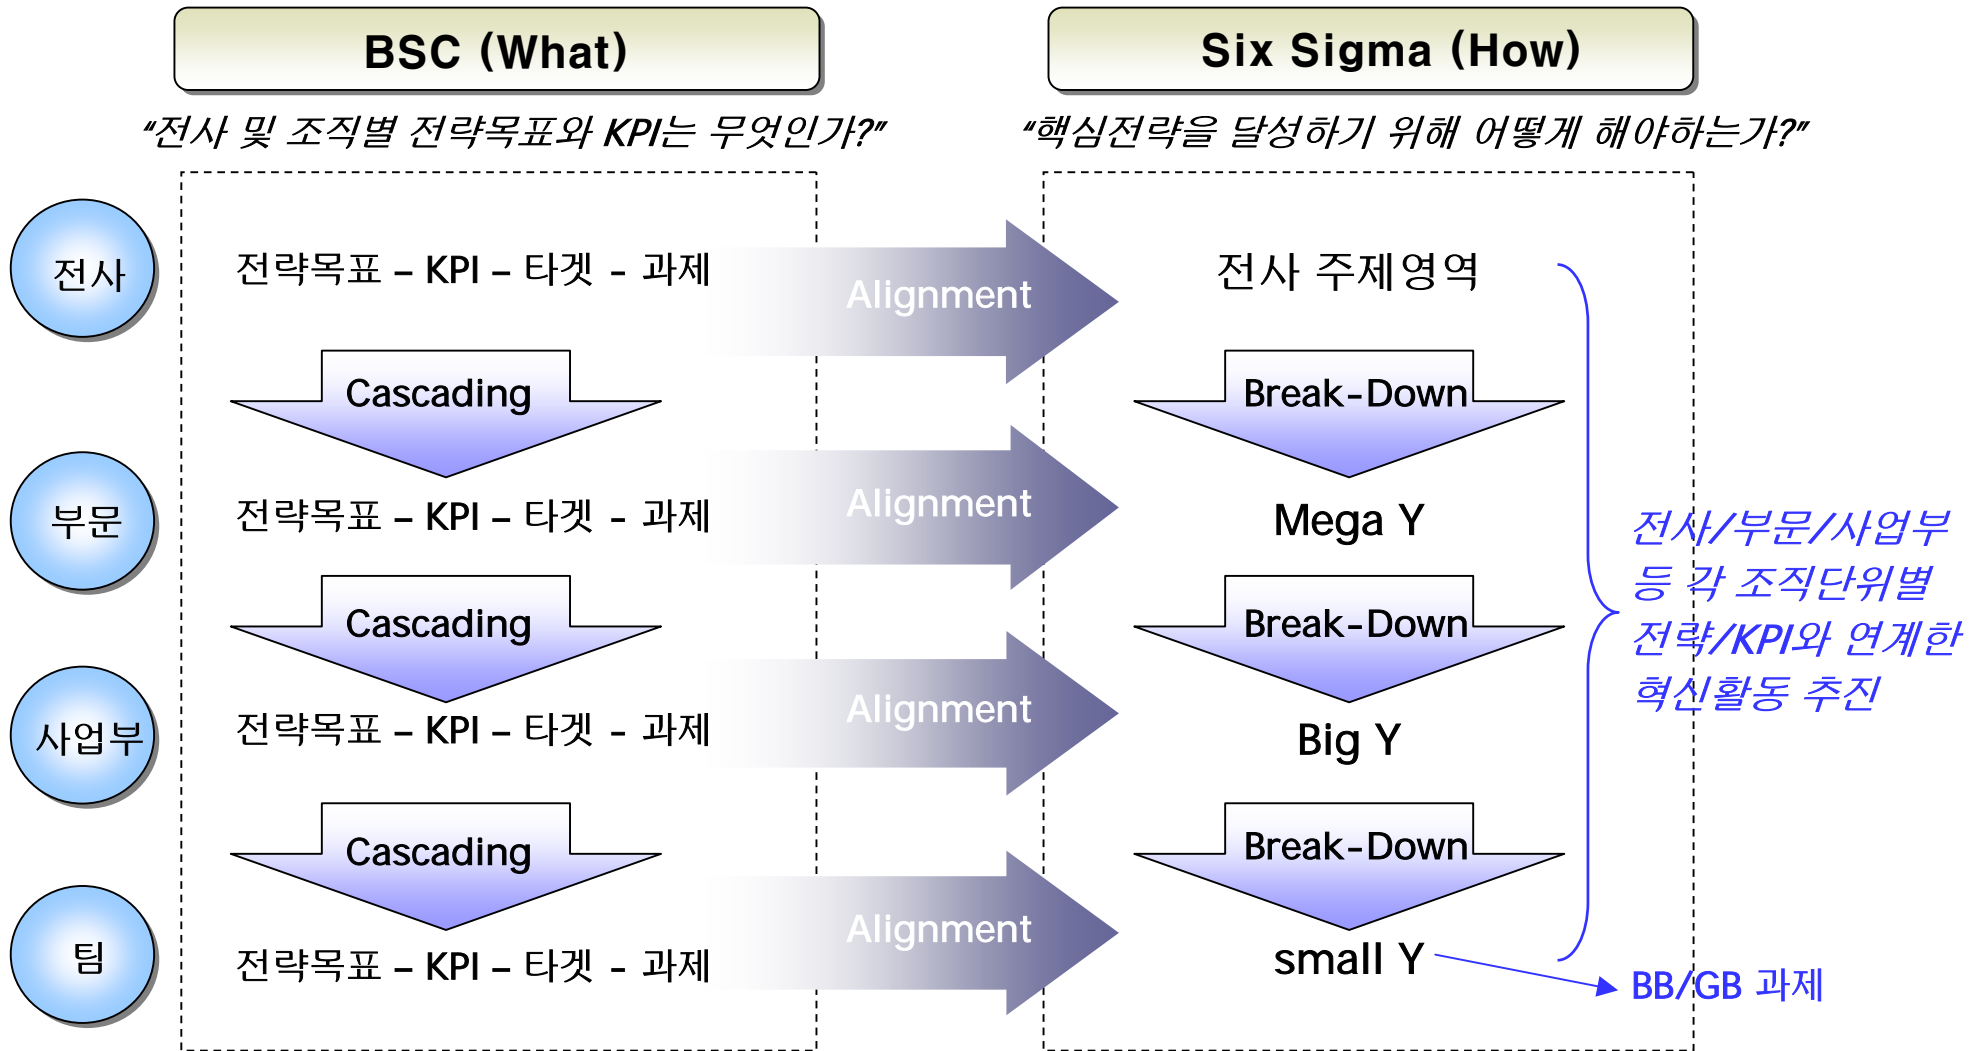 BSC (What)
Six Sigma (How)
“전사 및 조직별 전략목표와 KPI는 무엇인가?”
“핵심전략을 달성하기 위해 어떻게 해야하는가?”
전사
전략목표 – KPI – 타겟 - 과제
Alignment
전사 주제영역
Cascading
Break-Down
부문
전략목표 – KPI – 타겟 - 과제
Alignment
Mega Y
Cascading
Break-Down
사업부
전략목표 – KPI – 타겟 - 과제
Alignment
Big Y
Cascading
Break-Down
팀
전략목표 – KPI – 타겟 - 과제
Alignment
small Y
전사/부문/사업부
등 각 조직단위별
전략/KPI와 연계한
혁신활동 추진
BB/GB 과제